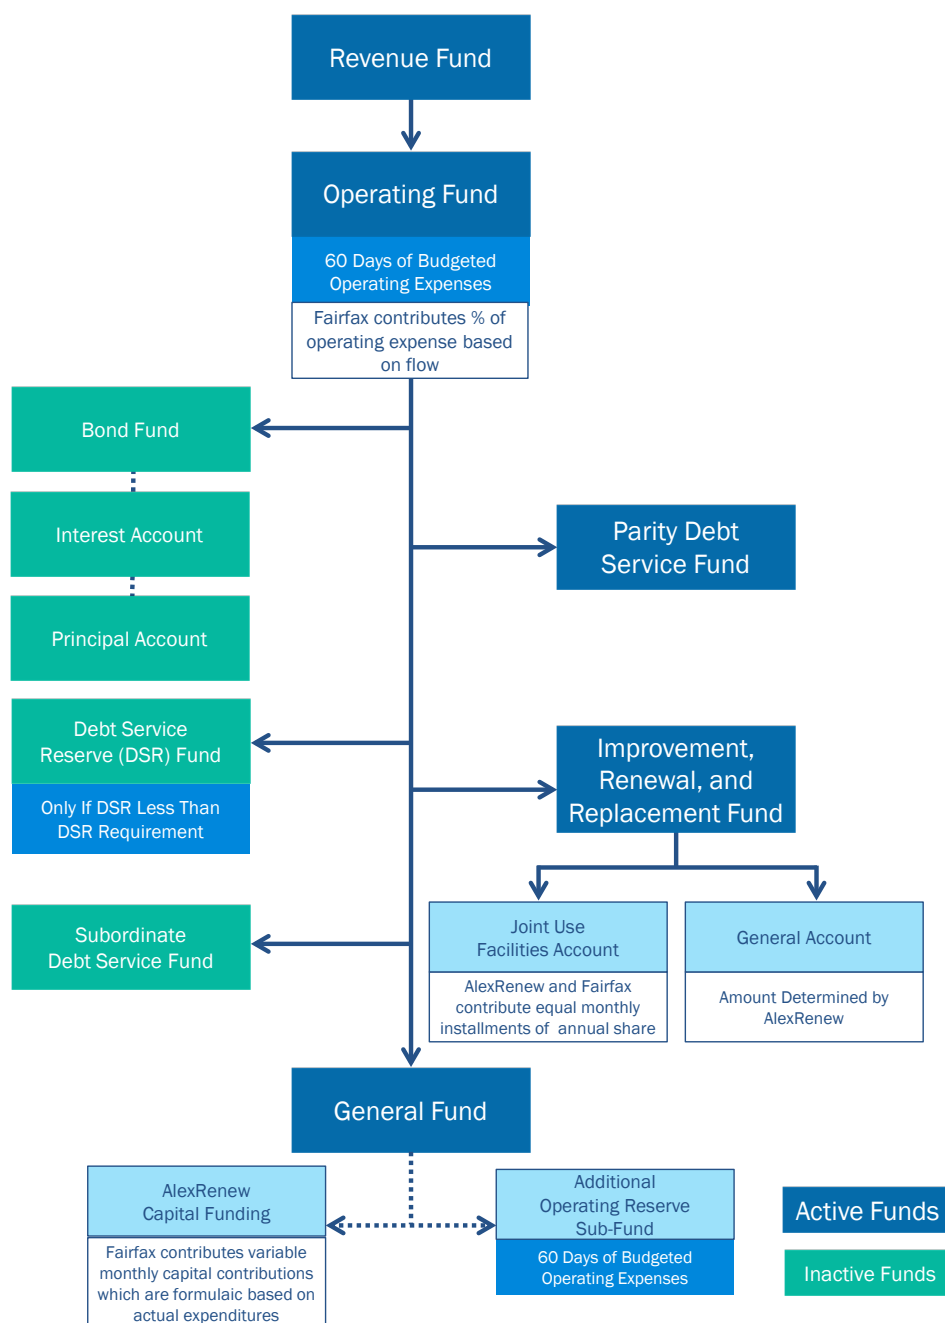 Revenue Fund
Operating Fund
60 Days of Budgeted
Operating Expenses
Fairfax contributes % of
operating expense based
on flow
Bond Fund
Interest Account
Principal Account
Parity Debt
Service Fund
Debt Service
Reserve (DSR) Fund
Only If DSR Less Than
DSR Requirement
Improvement,
Renewal, and
Replacement Fund
Subordinate
Debt Service Fund
Joint Use
Facilities Account
AlexRenew and Fairfax
contribute equal monthly
installments of annual share
General Account
Amount Determined by
AlexRenew
General Fund
AlexRenew
Capital Funding
Fairfax contributes variable
monthly capital contributions
which are formulaic based on
actual expenditures
Additional
Operating Reserve
Sub-Fund
60 Days of Budgeted
Operating Expenses
Active Funds
Inactive Funds